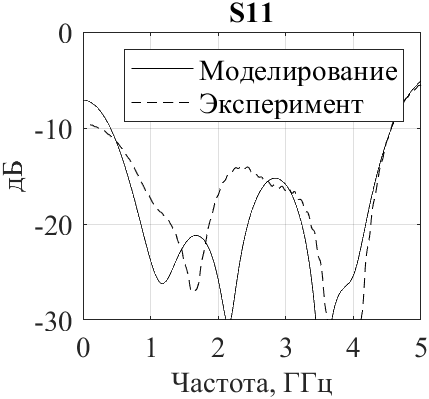 S11
Моделирование
Эксперимент
0
-10
-20
-30
дБ
0 1 2 3 4 5
Частота, ГГц